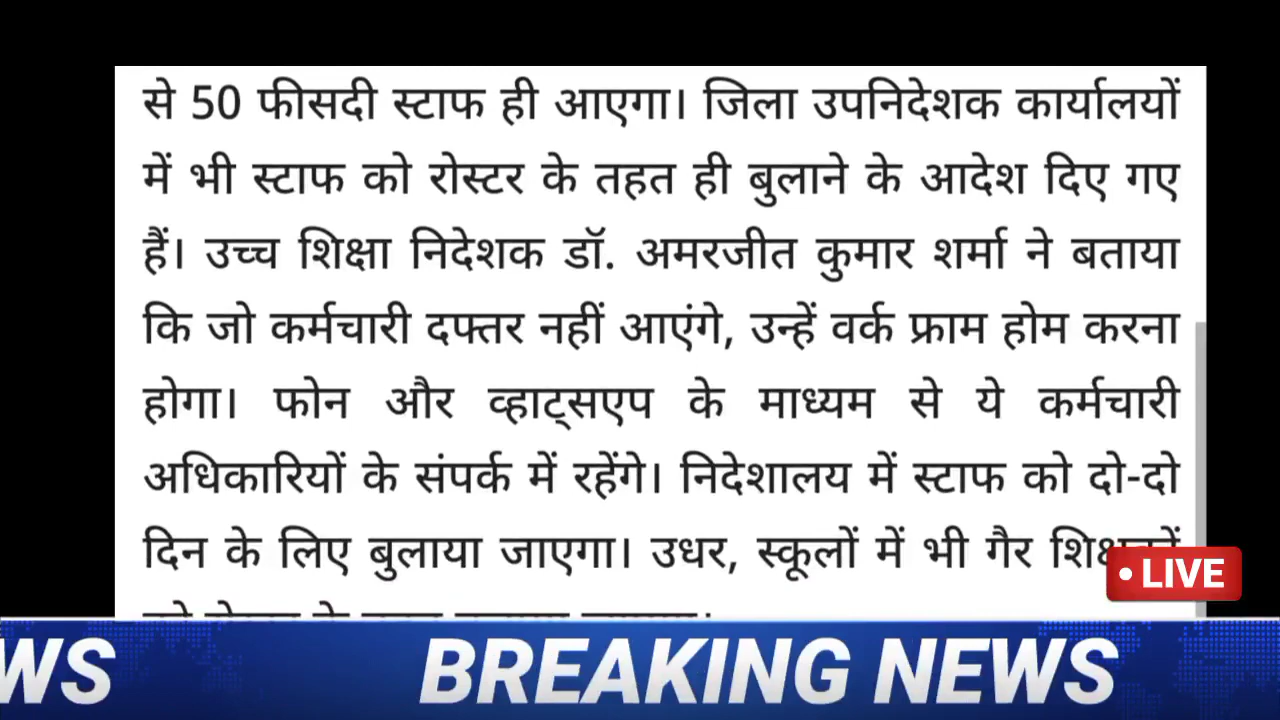 से 50 फीसदी स्टाफ ही आएगा। जिला उपनिदेशक कार्यालयों
में भी स्टाफ को रोस्टर के तहत ही बुलाने के आदेश दिए गए
हैं। उच्च शिक्षा निदेशक डॉ. अमरजीत कुमार शर्मा ने बताया
कि जो कर्मचारी दफ्तर नहीं आएंगे, उन्हें वर्क फ्राम होम करना
होगा। फोन और व्हाट्सएप के माध्यम से ये कर्मचारी
अधिकारियों के संपर्क में रहेंगे। निदेशालय में स्टाफ को दो-दो
दिन के लिए बुलाया जाएगा। उधर, स्कूलों में भी गैर
• LIVE
WS BREAKING NEWS